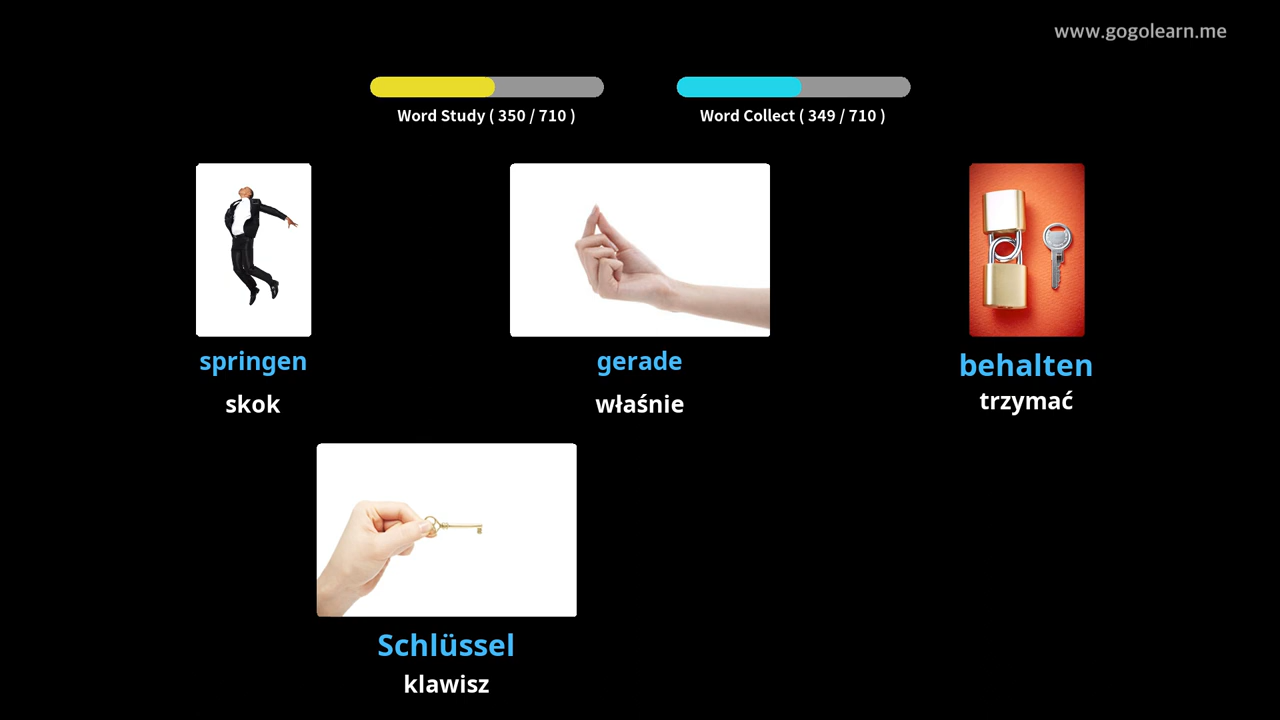 www.gogolearn.me
Word Study ( 350 / 710 )
Word Collect ( 349 / 710 )
springen
skok
gerade
właśnie
behalten
trzymać
Schlüssel
klawisz